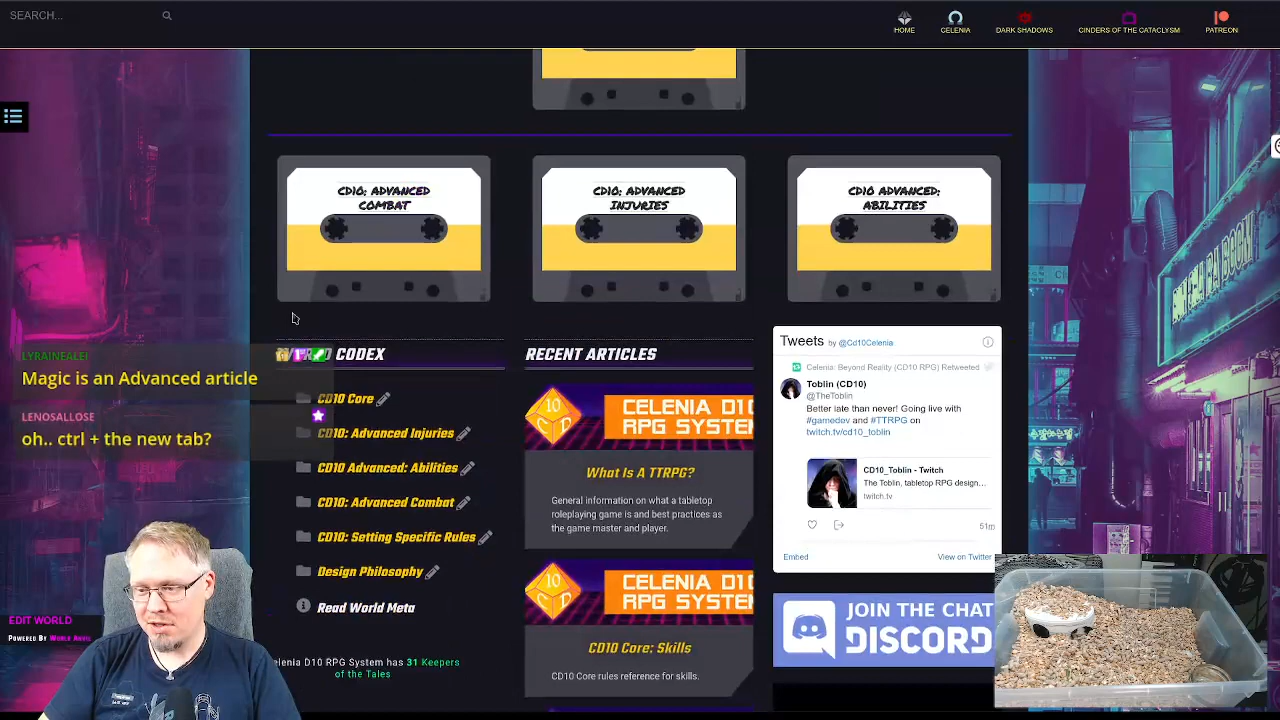 SEARCH...
HOME
CELENIA
DARK SHADOWS
CINDERS OF THE CATACLYSM
PATREON
CD10: ADVANCED
COMBAT
CD10: ADVANCED
INJURIES
CD10 ADVANCED:
ABILITIES
LYRAINEALEI
Magic is an Advanced article
LENOSALLOSE
oh.. ctrl + the new tab?
CODEX
CD10 Core
CD10: Advanced Injuries
CD10 Advanced: Abilities
CD10: Advanced Combat
CD10: Setting Specific Rules
Design Philosophy
Read World Meta
elenia D10 RPG System has 31 Keepers
of the Tales
EDIT WORLD
POWERED BY WORLD ANVIL
RECENT ARTICLES
10
CD
CELENIA D10
RPG SYSTEM
What Is A TTRPG?
General information on what a tabletop
roleplaying game is and best practices as
the game master and player.
10
CD
CELENIA D10
RPG SYSTEM
CD10 Core: Skills
CD10 Core rules reference for skills.
Tweets by @Cd10Celenia
Celenia: Beyond Reality (CD10 RPG) Retweeted
Toblin (CD10)
@TheToblin
Better late than never! Going live with
#gamedev and #TTRPG on
twitch.tv/cd10_toblin
CD10_Toblin - Twitch
The Toblin, tabletop RPG design...
twitch.tv
51m
Embed
View on Twitter
JOIN THE CHAT
DISCORD